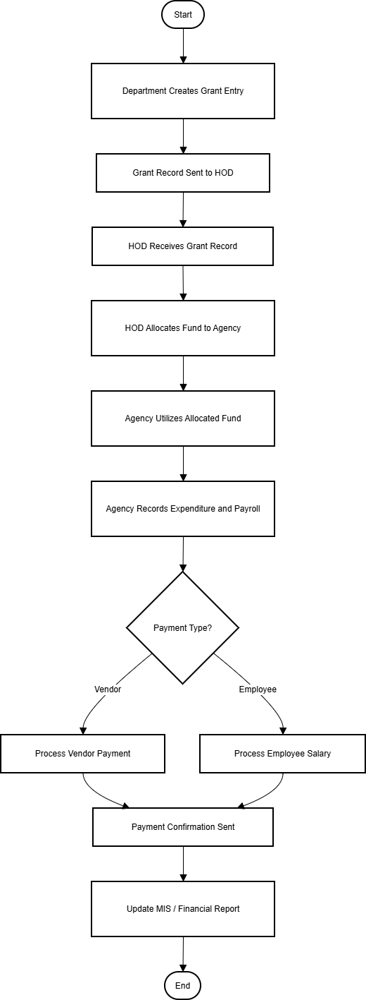 Start
Department Creates Grant Entry
Grant Record Sent to HOD
HOD Receives Grant Record
HOD Allocates Fund to Agency
Agency Utilizes Allocated Fund
Agency Records Expenditure and Payroll
Payment Type?
Vendor
Employee
Process Vendor Payment
Process Employee Salary
Payment Confirmation Sent
Update MIS / Financial Report
End